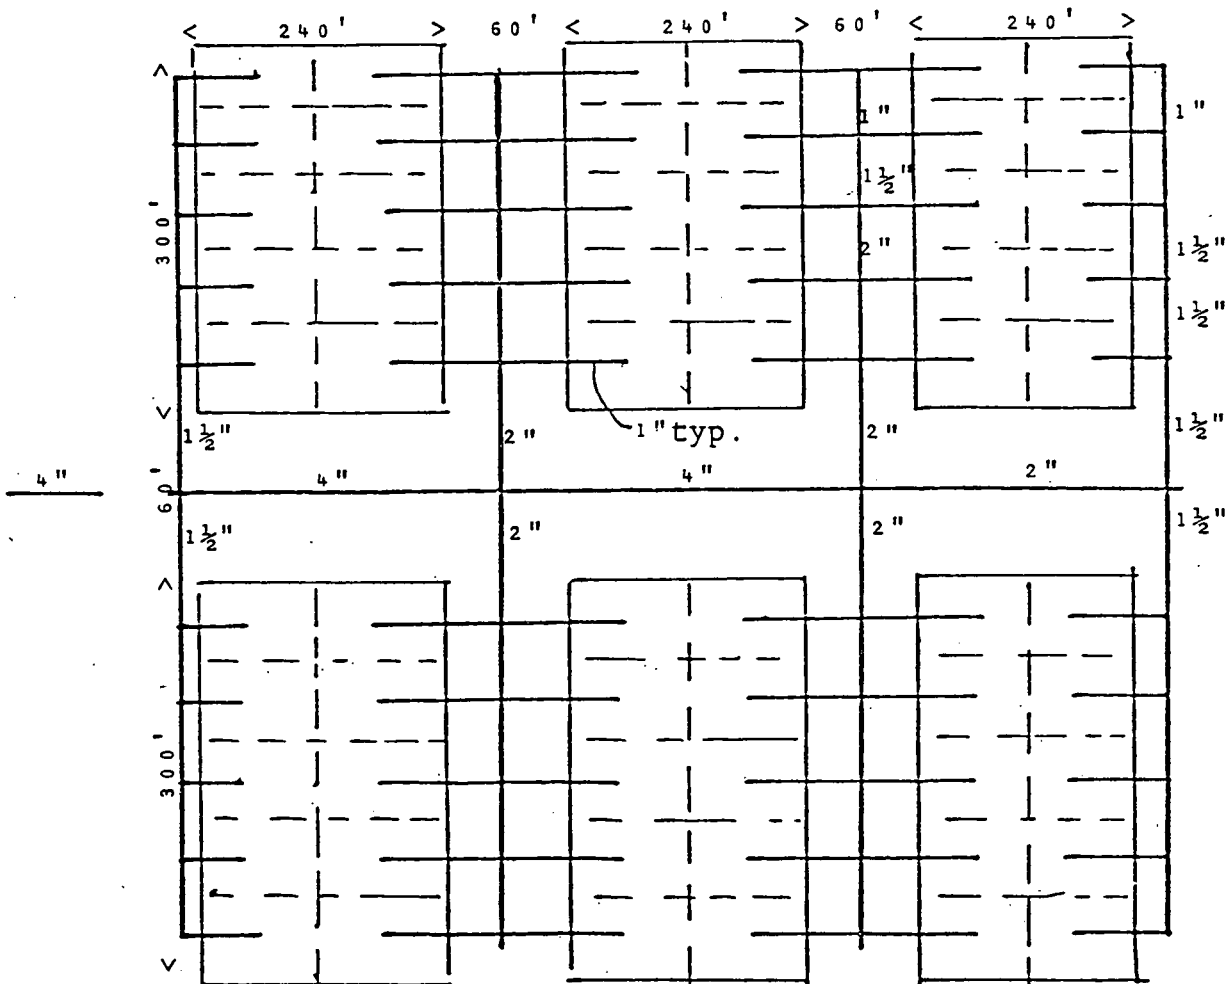 < 240' > 60' < 240' > 60' < 240' >
1" 1"
1½"
300'
2" 1½"
1½"
1½" 2" 1" typ. 2" 1½"
4" 60' 4" 4" 2"
1½" 2" 2" 1½"
300'